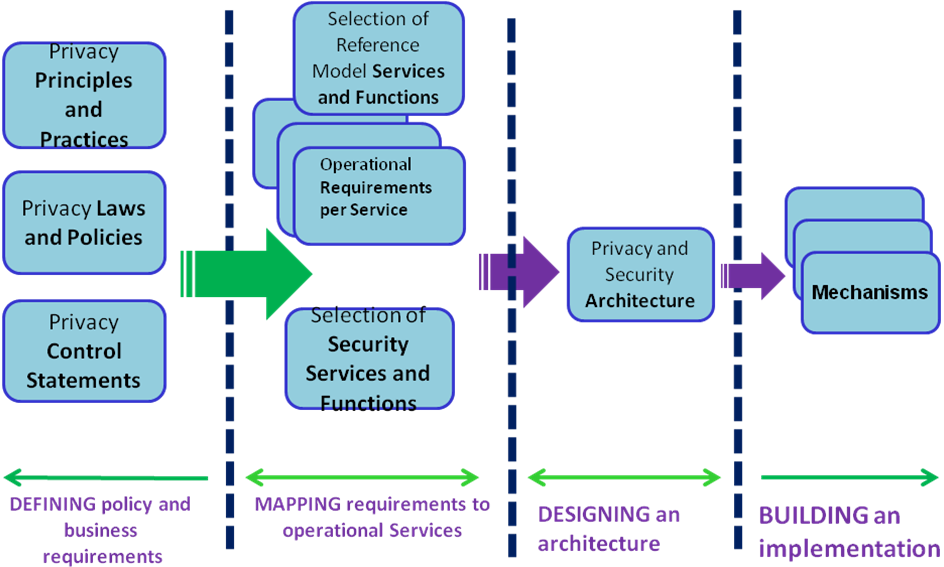 Privacy
Principles
and
Practices
Privacy Laws
and Policies
Privacy
Control
Statements
DEFINING policy and
business
requirements
Selection of
Reference
Model Services
and Functions
Operational
Requirements
per Service
Selection of
Security
Services and
Functions
MAPPING requirements to
operational Services
Privacy and
Security
Architecture
DESIGNING an
architecture
Mechanisms
BUILDING an
implementation